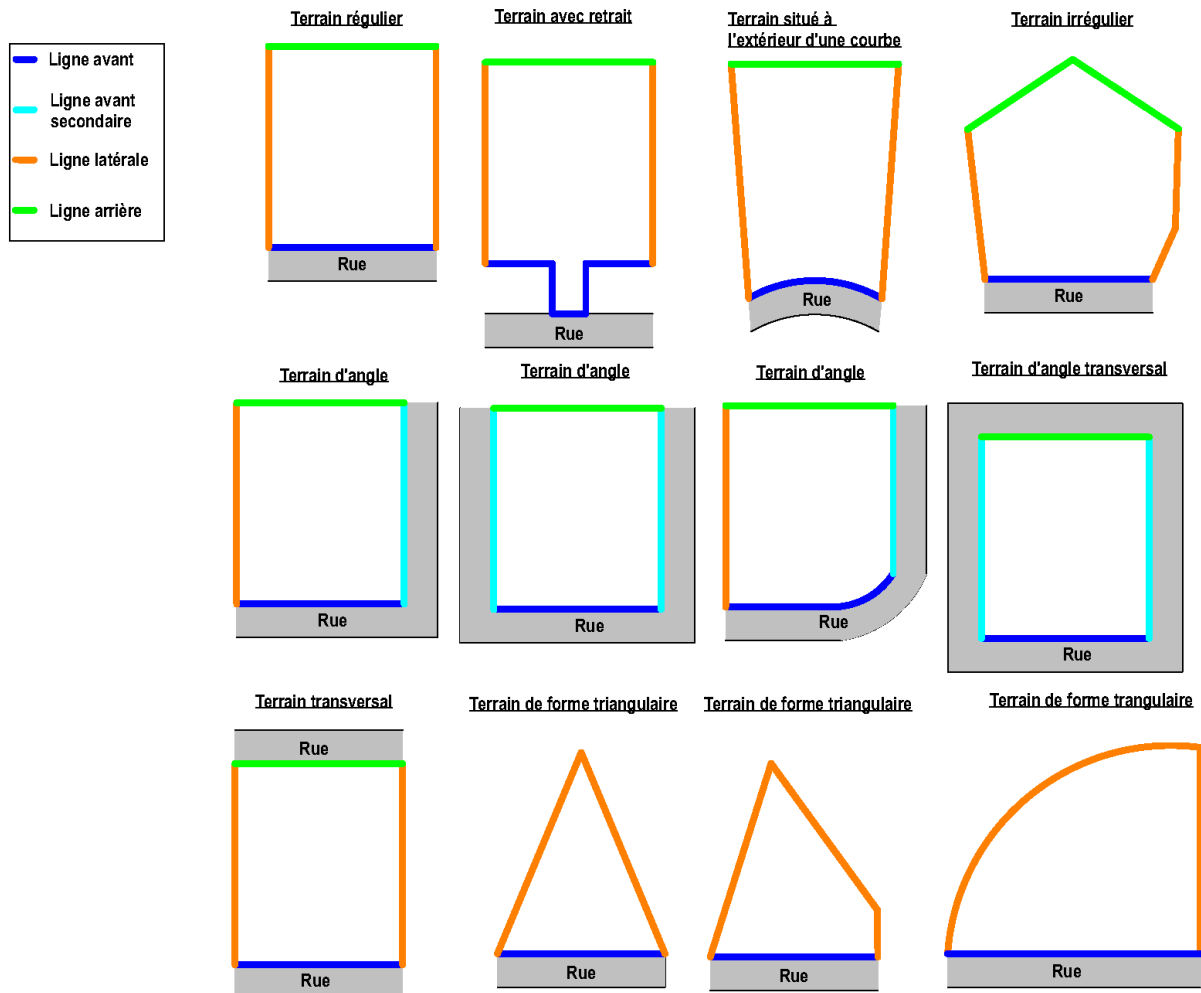 Terrain régulier
Terrain avec retrait
Terrain situé à
l'extérieur d'une courbe
Terrain irrégulier
Ligne avant
Ligne avant
secondaire
Ligne latérale
Ligne arrière
Rue
Rue
Rue
Rue
Terrain d'angle
Terrain d'angle
Terrain d'angle
Terrain d'angle transversal
Rue
Rue
Rue
Rue
Terrain transversal
Terrain de forme triangulaire
Terrain de forme triangulaire
Terrain de forme trangulaire
Rue
Rue
Rue
Rue
Rue